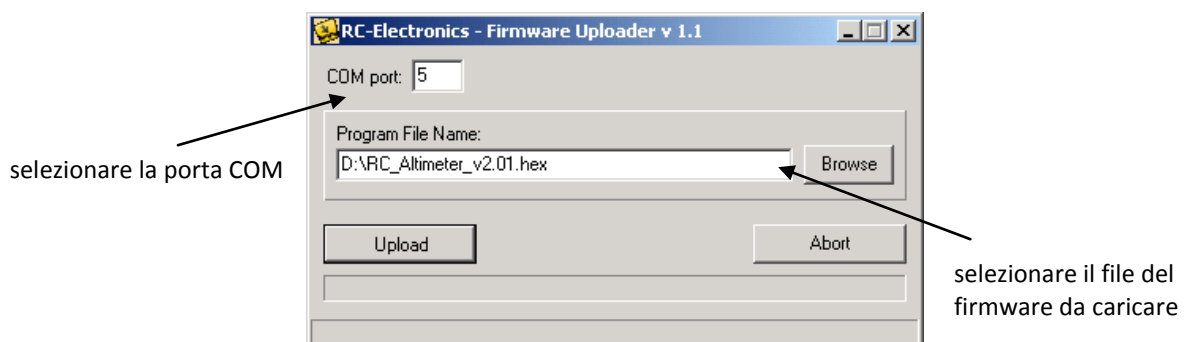 RC-Electronics - Firmware Uploader v 1.1
COM port: 5
selezionare la porta COM
Program File Name:
D:\RC_Altimeter_v2.01.hex Browse
Upload Abort
selezionare il file del
firmware da caricare